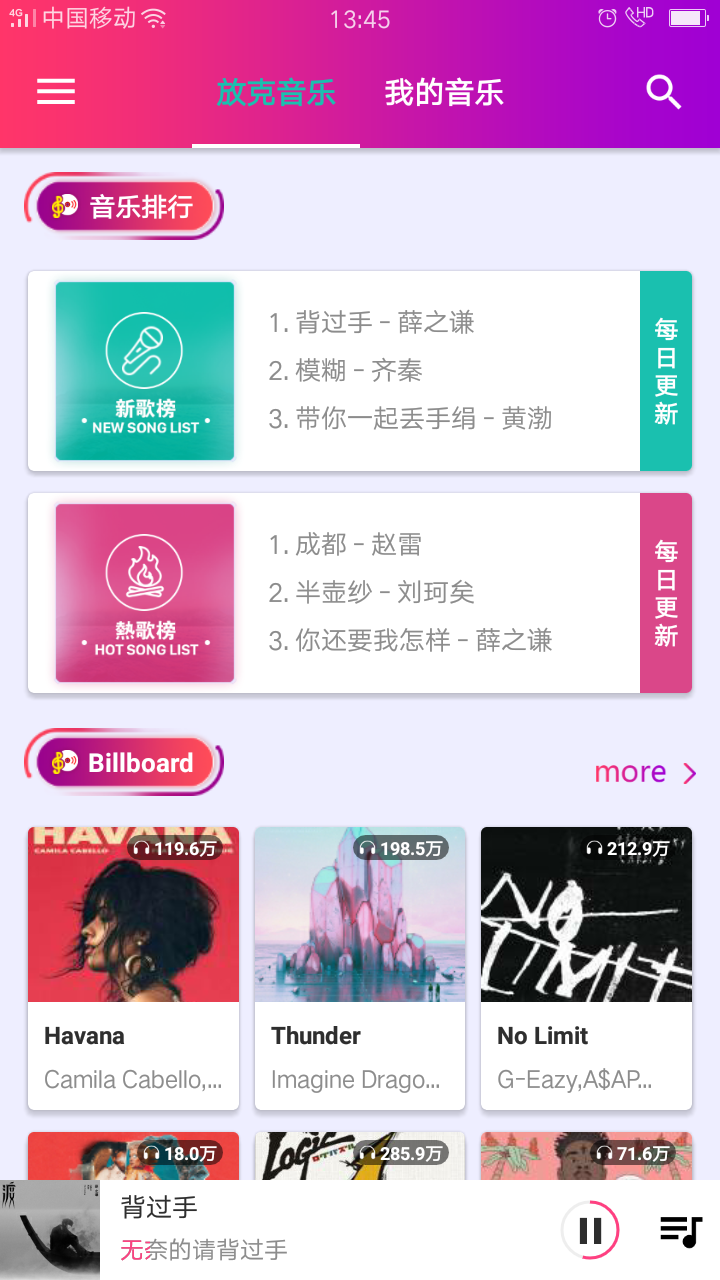 4G 中国移动 13:45 HD
放克音乐 我的音乐
音乐排行
新歌榜
NEW SONG LIST
1. 背过手 - 薛之谦
2. 模糊 - 齐秦
3. 带你一起丢手绢 - 黄渤
每日更新
熱歌榜
HOT SONG LIST
1. 成都 - 赵雷
2. 半壶纱 - 刘珂矣
3. 你还要我怎样 - 薛之谦
每日更新
Billboard
more
HAVANA
CAMILA CABELLO
119.6万
198.5万
212.9万
NO LIMIT
Havana
Thunder
No Limit
Camila Cabello,...
Imagine Drago...
G-Eazy,A$AP...
18.0万
LOGIC
285.9万
71.6万
背过手
无奈的请背过手